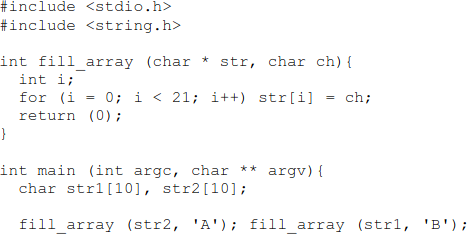 #include <stdio.h>
#include <string.h>

int fill_array (char * str, char ch){
  int i;
  for (i = 0; i < 21; i++) str[i] = ch;
  return (0);
}

int main (int argc, char ** argv){
  char str1[10], str2[10];

  fill_array (str2, 'A'); fill_array (str1, 'B');